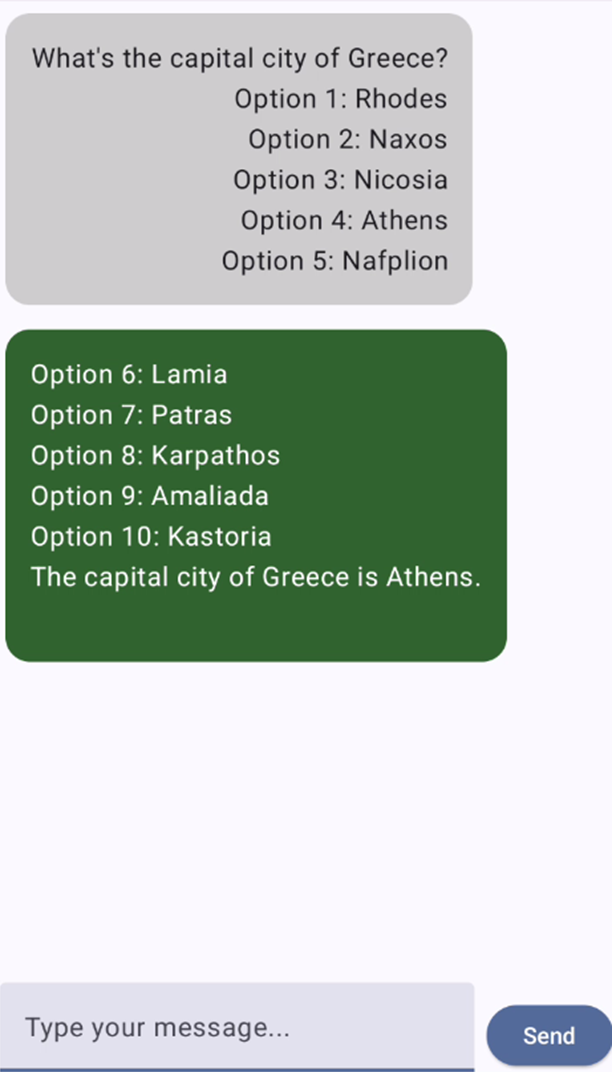 What's the capital city of Greece?
Option 1: Rhodes
Option 2: Naxos
Option 3: Nicosia
Option 4: Athens
Option 5: Nafplion
Option 6: Lamia
Option 7: Patras
Option 8: Karpathos
Option 9: Amaliada
Option 10: Kastoria
The capital city of Greece is Athens.
Type your message...
Send